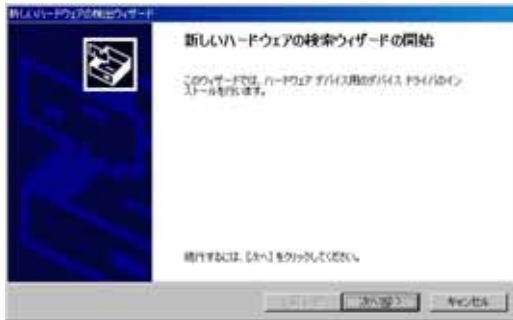 新しいハードウェアの検出ウィザード
新しいハードウェアの検索ウィザードの開始
このウィザードでは、ハードウェア デバイス用のデバイス ドライバのイン
ストールを行います。
続行するには、[次へ] をクリックしてください。
次へ(N) >
キャンセル